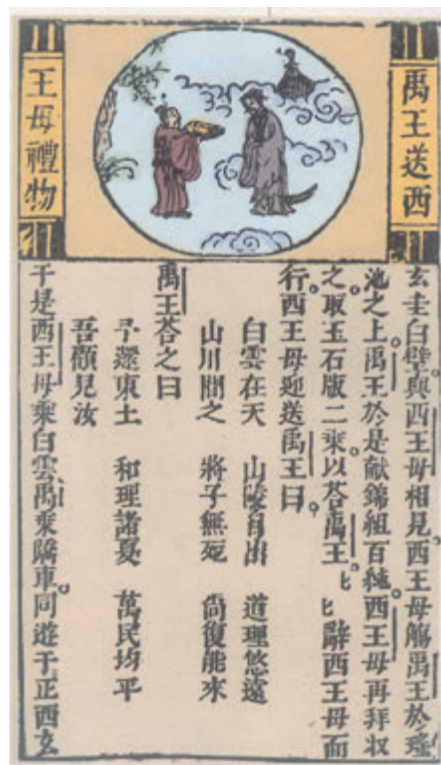 禹王送西
王母禮物
玄圭白璧與西王母相見西王母觴禹王於瑤
池之上禹王於是獻錦組百純西王母再拜收
之取玉石版二乘以荅禹王〻〻辭西王母而
行西王母迎送禹王曰
白雲在天 山陵自出 道理悠遠
山川間之 將子無死 尚復能來
禹王荅之曰
予還東土 和理諸夏 萬民均平
吾顧見汝
于是西王母乘白雲禹乘驕車同遊于正西玄